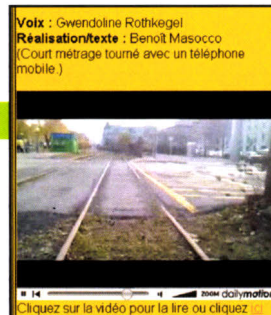 Voix : Gwendoline Rothkegel
Réalisation/texte : Benoît Masocco
(Court métrage tourné avec un téléphone
mobile.)
ZOOM dailymotion
Cliquez sur la vidéo pour la lire ou cliquez ici